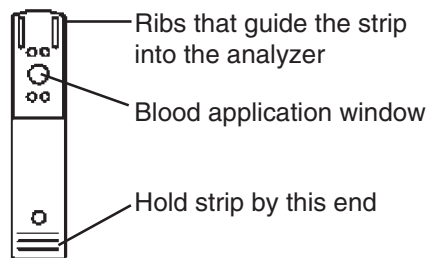 Ribs that guide the strip
into the analyzer
Blood application window
Hold strip by this end